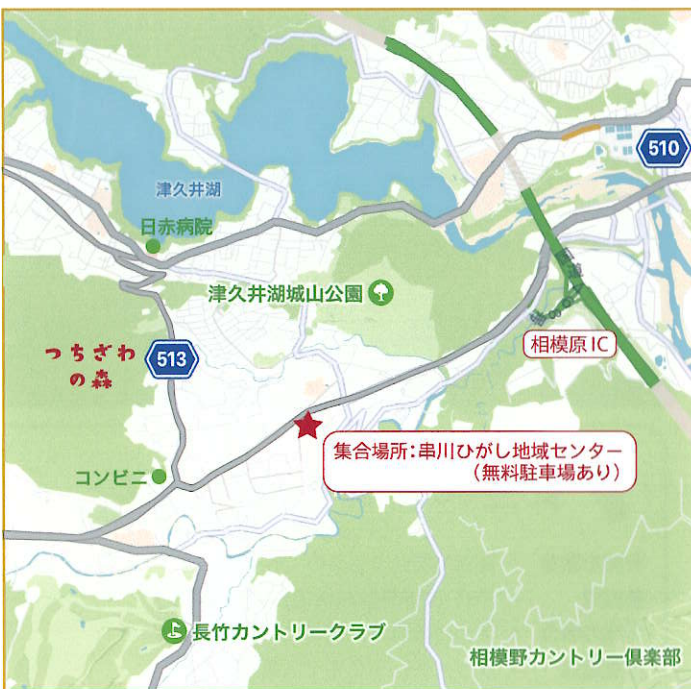 510
津久井湖
日赤病院
津久井湖城山公園
相模原IC
つちざわ
の森
513
集合場所:串川ひがし地域センター
(無料駐車場あり)
コンビニ
長竹カントリークラブ
相模野カントリー倶楽部